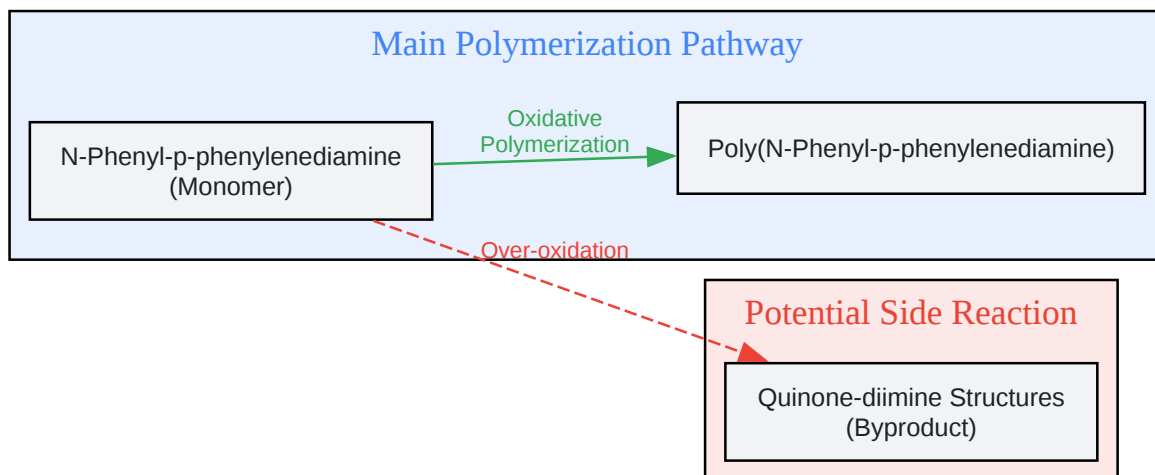 Main Polymerization Pathway
Oxidative
Polymerization
N-Phenyl-p-phenylenediamine
(Monomer)
Poly(N-Phenyl-p-phenylenediamine)
Over-oxidation
Potential Side Reaction
Quinone-diimine Structures
(Byproduct)